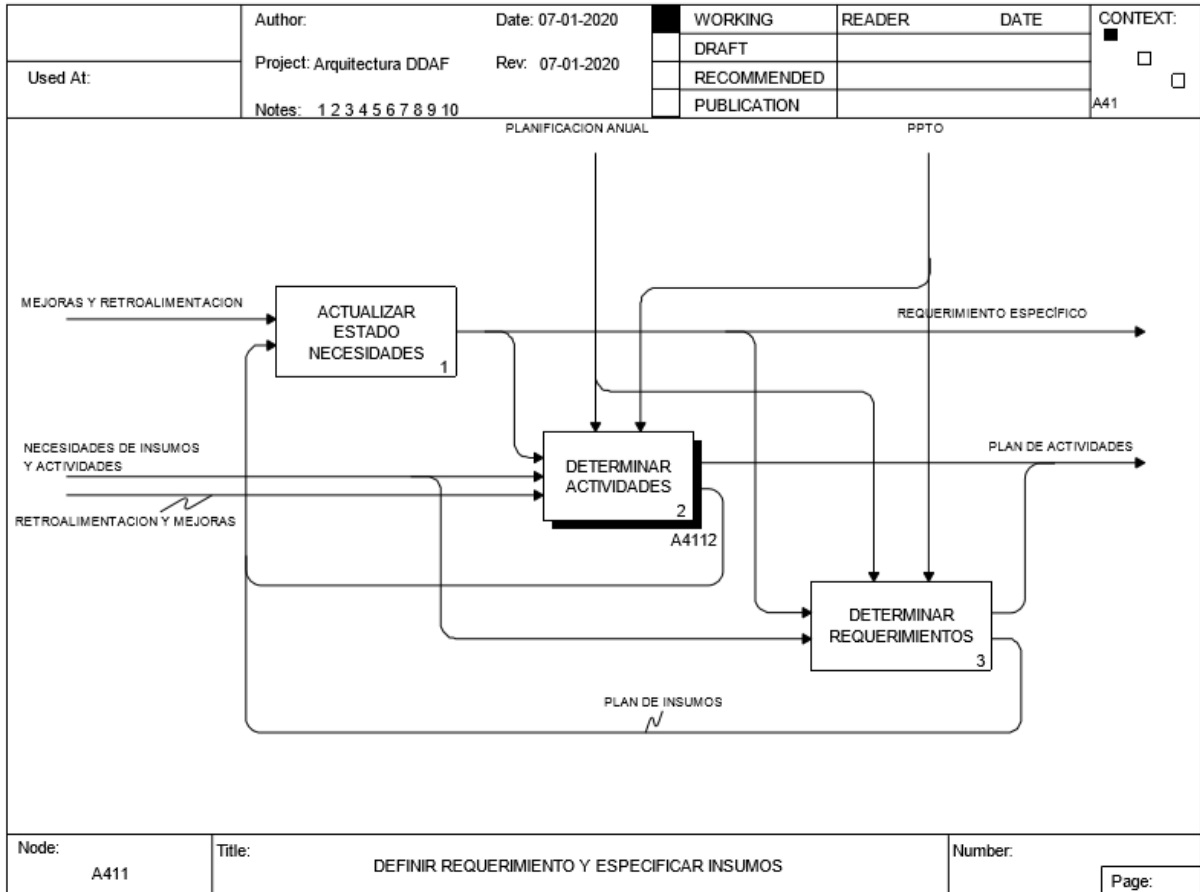 Used At:
Author:
Date: 07-01-2020
Project: Arquitectura DDAF
Rev: 07-01-2020
Notes: 1 2 3 4 5 6 7 8 9 10
WORKING
DRAFT
RECOMMENDED
PUBLICATION
READER
DATE
CONTEXT:
A41
PLANIFICACION ANUAL
PPTO
MEJORAS Y RETROALIMENTACION
ACTUALIZAR
ESTADO
NECESIDADES
1
REQUERIMIENTO ESPECÍFICO
NECESIDADES DE INSUMOS
Y ACTIVIDADES
RETROALIMENTACION Y MEJORAS
DETERMINAR
ACTIVIDADES
2
A4112
PLAN DE ACTIVIDADES
DETERMINAR
REQUERIMIENTOS
3
PLAN DE INSUMOS
Node:
A411
Title:
DEFINIR REQUERIMIENTO Y ESPECIFICAR INSUMOS
Number:
Page: